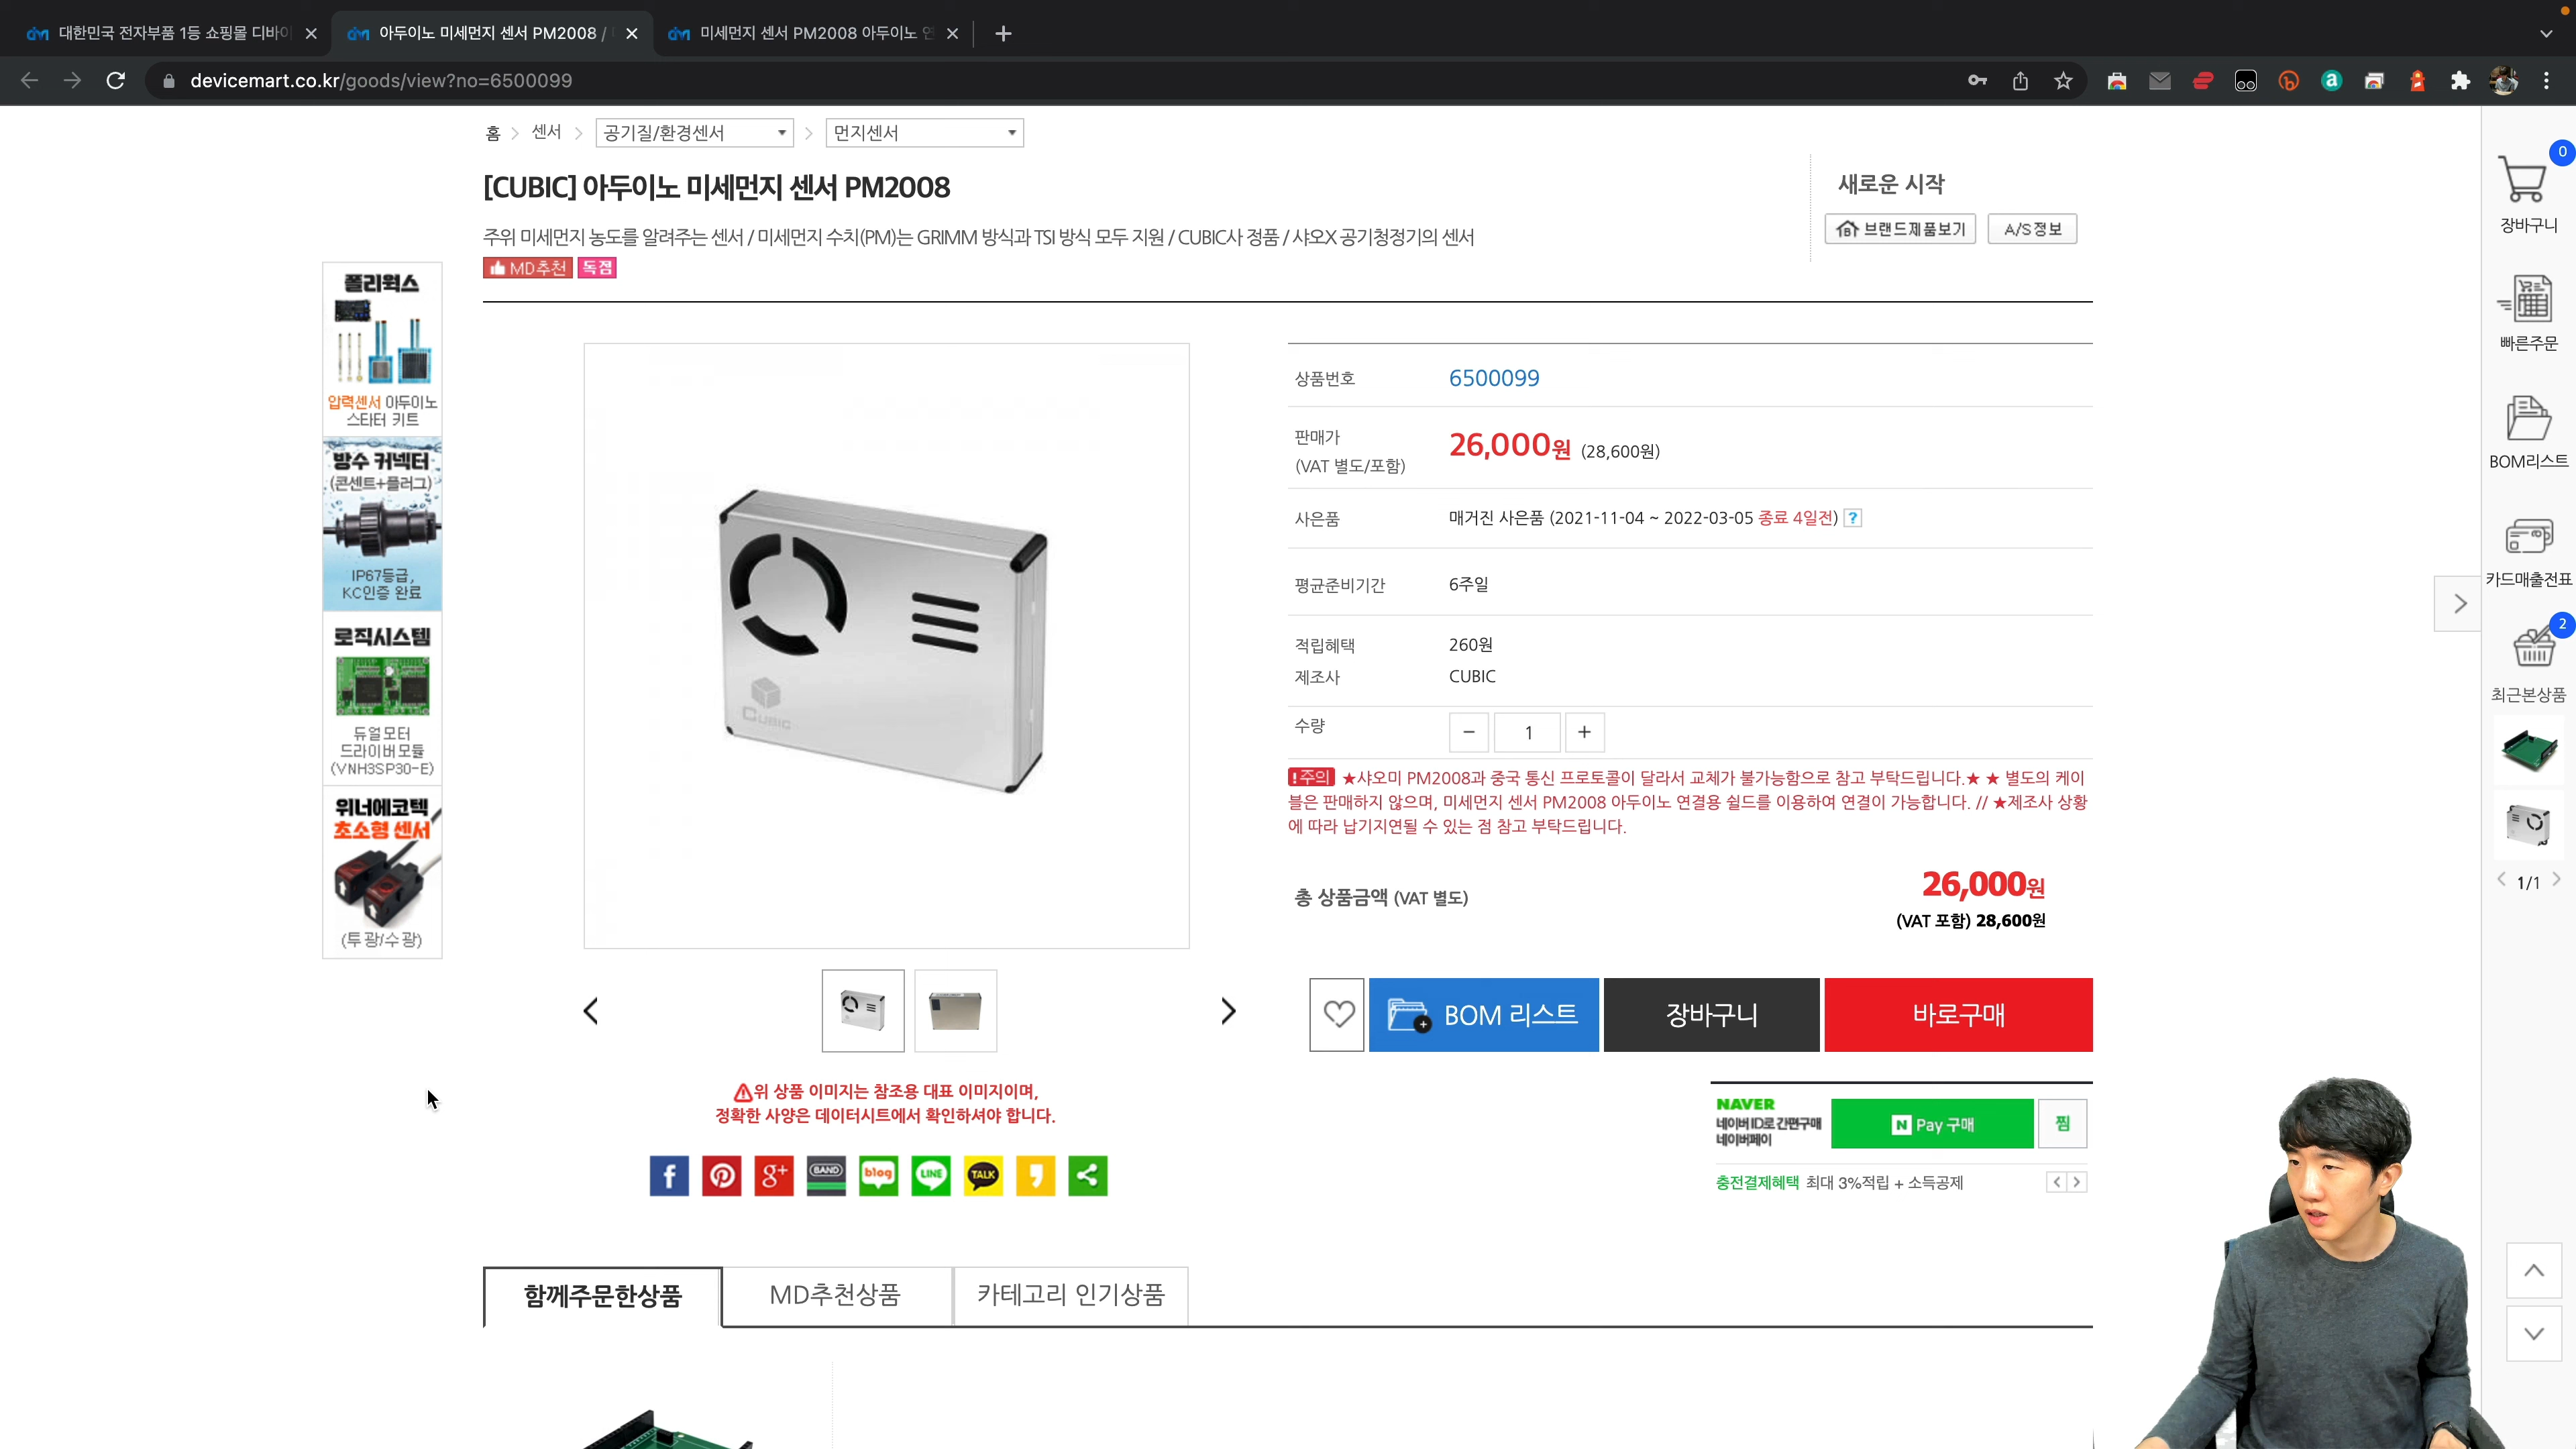 대한민국 전자부품 1등 쇼핑몰 디바이
아두이노 미세먼지 센서 PM2008 /
미세먼지 센서 PM2008 아두이노 연
devicemart.co.kr/goods/view?no=6500099
홈 > 센서 > 공기질/환경센서 > 먼지센서
[CUBIC] 아두이노 미세먼지 센서 PM2008
주위 미세먼지 농도를 알려주는 센서 / 미세먼지 수치(PM)는 GRIMM 방식과 TSI 방식 모두 지원 / CUBIC사 정품 / 샤오X 공기청정기의 센서
MD추천 독점
새로운 시작
브랜드제품보기 A/S정보
폴리웍스
압력센서 아두이노
스타터 키트
방수 커넥터
(콘센트+플러그)
IP67등급,
KC인증 완료
로직시스템
듀얼모터
드라이버모듈
(VNH3SP30-E)
위너에코텍
초소형 센서
(투광/수광)
CUBIC
상품번호 6500099
판매가
(VAT 별도/포함)
26,000원 (28,600원)
사은품 매거진 사은품 (2021-11-04 ~ 2022-03-05 종료 4일전) ?
평균준비기간 6주일
적립혜택 260원
제조사 CUBIC
수량 − 1 +
!주의 ★샤오미 PM2008과 중국 통신 프로토콜이 달라서 교체가 불가능함으로 참고 부탁드립니다.★ ★ 별도의 케이
블은 판매하지 않으며, 미세먼지 센서 PM2008 아두이노 연결용 쉴드를 이용하여 연결이 가능합니다. // ★제조사 상황
에 따라 납기지연될 수 있는 점 참고 부탁드립니다.
총 상품금액 (VAT 별도)
26,000원
(VAT 포함) 28,600원
BOM 리스트 장바구니 바로구매
NAVER
네이버ID로 간편구매
네이버페이
N Pay 구매 찜
충전결제혜택 최대 3%적립 + 소득공제
위 상품 이미지는 참조용 대표 이미지이며,
정확한 사양은 데이터시트에서 확인하셔야 합니다.
f g+ BAND blog LINE TALK
함께주문한상품 MD추천상품 카테고리 인기상품
0
장바구니
빠른주문
BOM리스트
카드매출전표
2
최근본상품
1/1